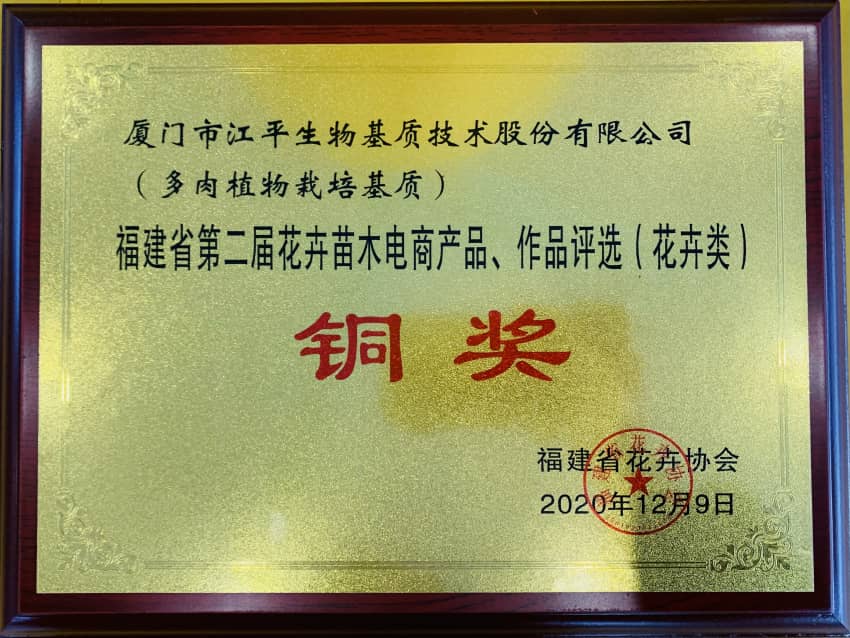 厦门市江平生物基质技术股份有限公司
（多肉植物栽培基质）
福建省第二届花卉苗木电商产品、作品评选（花卉类）
铜奖
福建省花卉协会
2020年12月9日